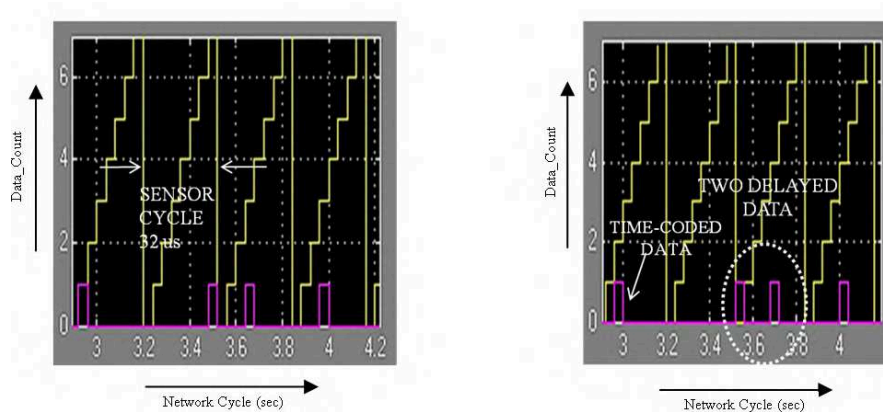 6
4
2
0
Data_Count
SENSOR
CYCLE
32 us
3
3.2
3.4
3.6
3.8
4
4.2
Network Cycle (sec)
6
4
2
0
Data_Count
TWO DELAYED
DATA
TIME-CODED
DATA
3
3.2
3.4
3.6
3.8
4
Network Cycle (sec)